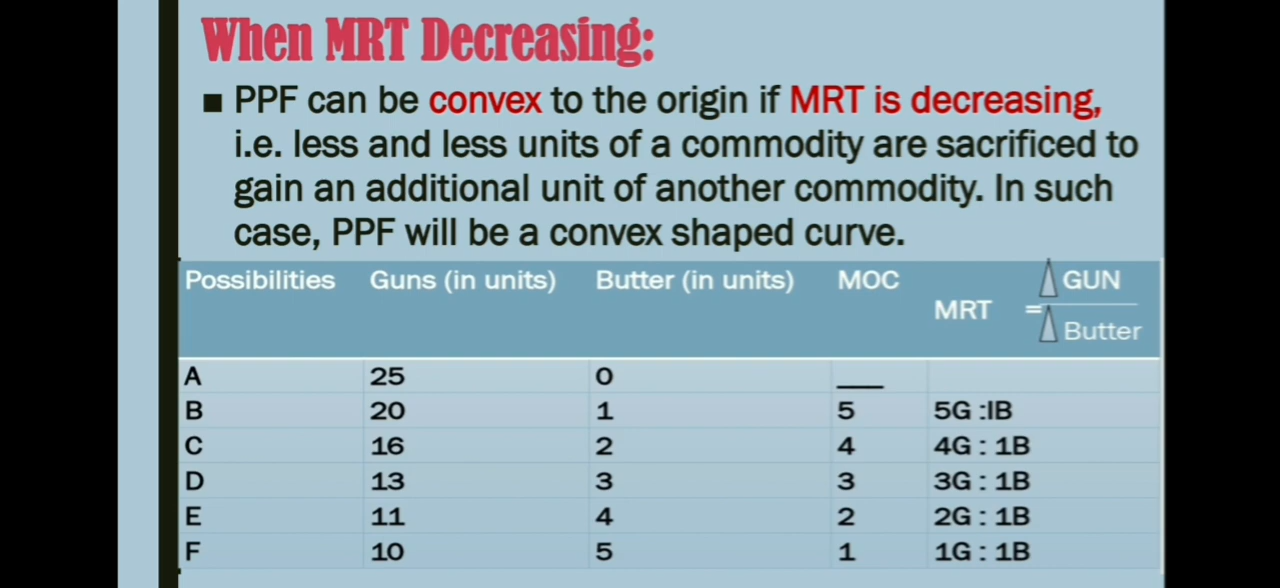 When MRT Decreasing:
■ PPF can be convex to the origin if MRT is decreasing,
i.e. less and less units of a commodity are sacrificed to
gain an additional unit of another commodity. In such
case, PPF will be a convex shaped curve.
Possibilities Guns (in units) Butter (in units) MOC MRT = Δ GUN
Δ Butter
A 25 0 __
B 20 1 5 5G :IB
C 16 2 4 4G : 1B
D 13 3 3 3G : 1B
E 11 4 2 2G : 1B
F 10 5 1 1G : 1B